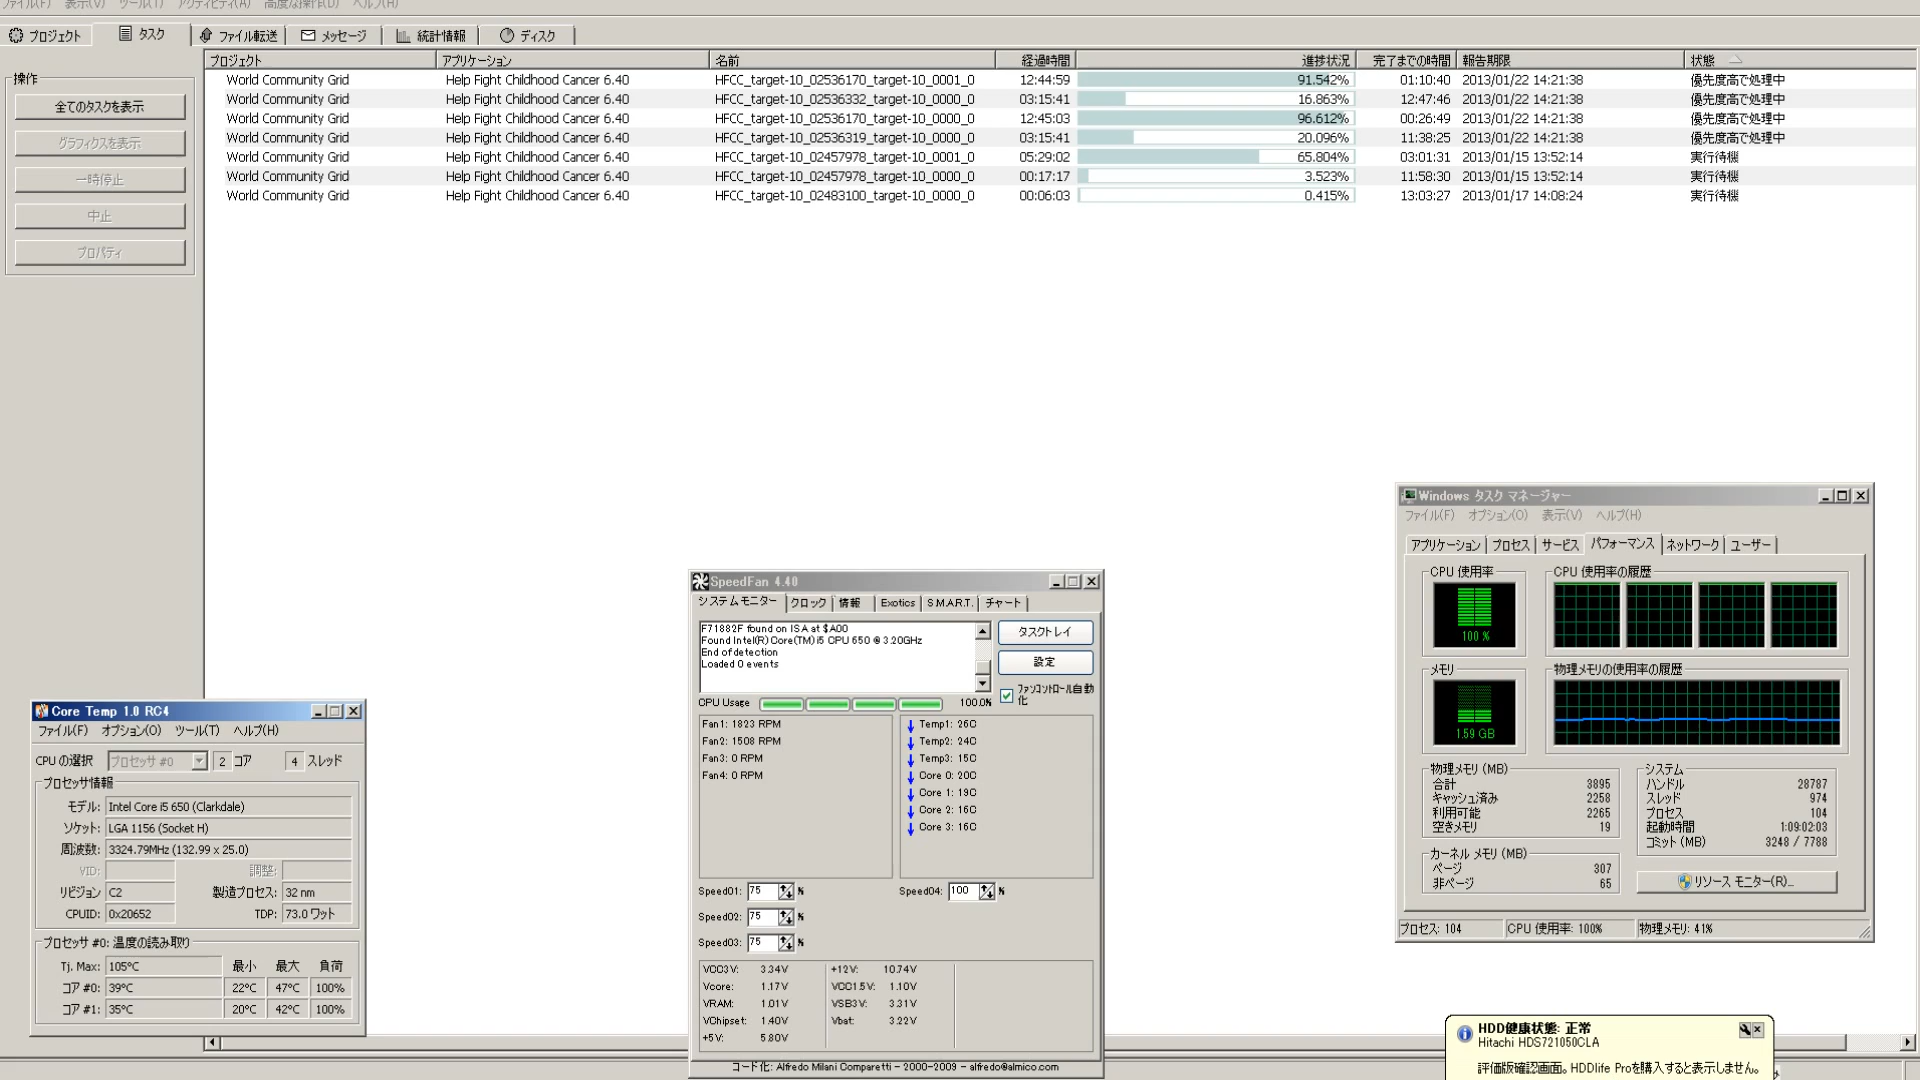 ファイル(F) 表示(V) ツール(T) アクティビティ(A) 高度な操作(D) ヘルプ(H)
プロジェクト タスク ファイル転送 メッセージ 統計情報 ディスク
操作
全てのタスクを表示
グラフィクスを表示
一時停止
中止
プロパティ
プロジェクト アプリケーション 名前 経過時間 進捗状況 完了までの時間 報告期限 状態
World Community Grid Help Fight Childhood Cancer 6.40 HFCC_target-10_02536170_target-10_0001_0 12:44:59 91.542% 01:10:40 2013/01/22 14:21:38 優先度高で処理中
World Community Grid Help Fight Childhood Cancer 6.40 HFCC_target-10_02536332_target-10_0000_0 03:15:41 16.863% 12:47:46 2013/01/22 14:21:38 優先度高で処理中
World Community Grid Help Fight Childhood Cancer 6.40 HFCC_target-10_02536170_target-10_0000_0 12:45:03 96.612% 00:26:49 2013/01/22 14:21:38 優先度高で処理中
World Community Grid Help Fight Childhood Cancer 6.40 HFCC_target-10_02536319_target-10_0000_0 03:15:41 20.096% 11:38:25 2013/01/22 14:21:38 優先度高で処理中
World Community Grid Help Fight Childhood Cancer 6.40 HFCC_target-10_02457978_target-10_0001_0 05:29:02 65.804% 03:01:31 2013/01/15 13:52:14 実行待機
World Community Grid Help Fight Childhood Cancer 6.40 HFCC_target-10_02457978_target-10_0000_0 00:17:17 3.523% 11:58:30 2013/01/15 13:52:14 実行待機
World Community Grid Help Fight Childhood Cancer 6.40 HFCC_target-10_02483100_target-10_0000_0 00:06:03 0.415% 13:03:27 2013/01/17 14:08:24 実行待機
Core Temp 1.0 RC4
ファイル(F) オプション(O) ツール(T) ヘルプ(H)
CPU の選択 プロセッサ #0 2 コア 4 スレッド
プロセッサ情報
モデル: Intel Core i5 650 (Clarkdale)
ソケット: LGA 1156 (Socket H)
周波数: 3324.79MHz (132.99 x 25.0)
VID: 調整:
リビジョン C2 製造プロセス: 32 nm
CPUID: 0x20652 TDP: 73.0 ワット
プロセッサ #0: 温度の読み取り
Tj. Max: 105°C 最小 最大 負荷
コア #0: 39°C 22°C 47°C 100%
コア #1: 35°C 20°C 42°C 100%
SpeedFan 4.40
システムモニター クロック 情報 Exotics S.M.A.R.T. チャート
F71882F found on ISA at $A00
Found Intel(R) Core(TM) i5 CPU 650 @ 3.20GHz
End of detection
Loaded 0 events
タスクトレイ
設定
ファンコントロール自動
化
CPU Usage 100.0%
Fan1: 1823 RPM
Fan2: 1508 RPM
Fan3: 0 RPM
Fan4: 0 RPM
Temp1: 26C
Temp2: 24C
Temp3: 15C
Core 0: 20C
Core 1: 19C
Core 2: 16C
Core 3: 16C
Speed01: 75 % Speed04: 100 %
Speed02: 75 %
Speed03: 75 %
VCC3V: 3.34V +12V: 10.74V
Vcore: 1.17V VCC1.5V: 1.10V
VRAM: 1.01V VSB3V: 3.31V
VChipset: 1.40V Vbat: 3.22V
+5V: 5.80V
コード化: Alfredo Milani Comparetti - 2000-2009 - alfredo@almico.com
Windows タスク マネージャー
ファイル(F) オプション(O) 表示(V) ヘルプ(H)
アプリケーション プロセス サービス パフォーマンス ネットワーク ユーザー
CPU 使用率 CPU 使用率の履歴
100 %
メモリ 物理メモリの使用率の履歴
1.59 GB
物理メモリ (MB)
合計 3895
キャッシュ済み 2258
利用可能 2265
空きメモリ 19
カーネル メモリ (MB)
ページ 307
非ページ 65
システム
ハンドル 28787
スレッド 974
プロセス 104
起動時間 1:09:02:03
コミット (MB) 3248 / 7788
リソース モニター(R)...
プロセス: 104 CPU 使用率: 100% 物理メモリ: 41%
HDD健康状態: 正常
Hitachi HDS721050CLA
評価版確認画面。HDDlife Proを購入すると表示しません。